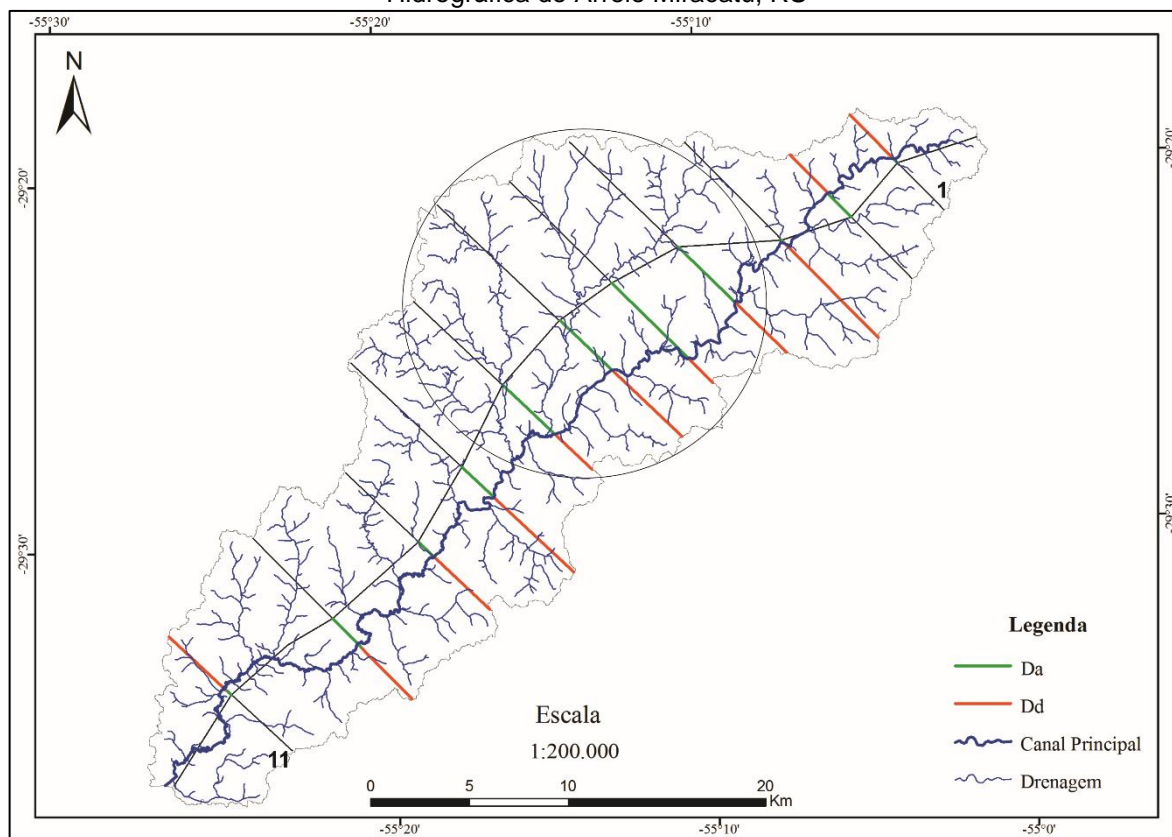 Hidrográfica do Arroio Miracatú, RS
-55°30'
-55°20'
-55°10'
N
-29°20'
-29°20'
1
-29°30'
-29°30'
Legenda
Da
Dd
Escala
Canal Principal
1:200.000
11
Drenagem
0 5 10 20
Km
-55°20'
-55°10'
-55°0'